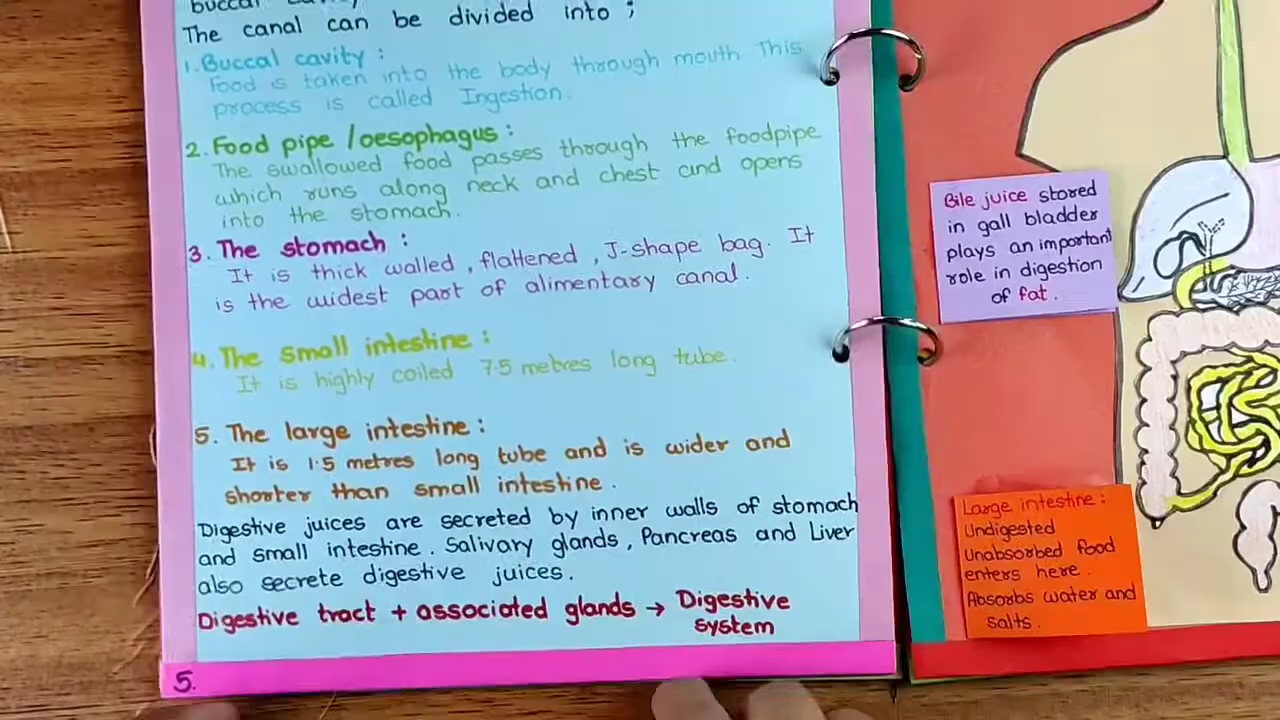 buccal cavity
The canal can be divided into ;
1. Buccal cavity :
Food is taken into the body through mouth This
process is called Ingestion.
2. Food pipe /oesophagus :
The swallowed food passes through the foodpipe
which runs along neck and chest and opens
into the stomach.
3. The stomach :
It is thick walled , flattened , J-shape bag. It
is the widest part of alimentary canal.
4. The small intestine :
It is highly coiled 7.5 metres long tube.
5. The large intestine :
It is 1.5 metres long tube and is wider and
shorter than small intestine.
Digestive juices are secreted by inner walls of stomach
and small intestine. Salivary glands, Pancreas and Liver
also secrete digestive juices.
Digestive tract + associated glands → Digestive
system
5.
Bile juice stored
in gall bladder
plays an important
role in digestion
of fat.
Large intestine :
Undigested
Unabsorbed food
enters here.
Absorbs water and
salts.